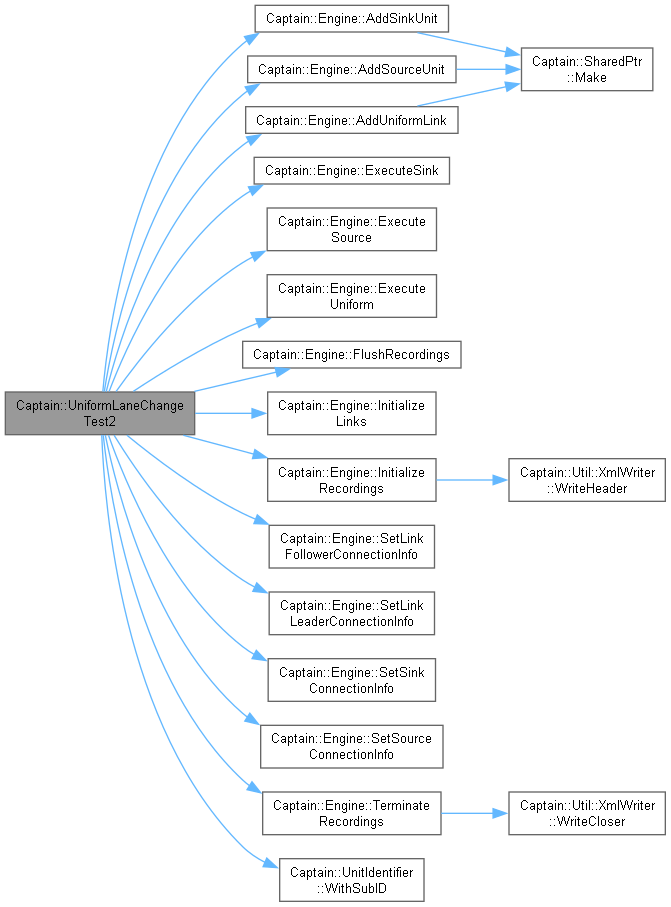 Captain::Engine::AddSinkUnit
Captain::SharedPtr
::Make
Captain::Engine::AddSourceUnit
Captain::Engine::AddUniformLink
Captain::Engine::ExecuteSink
Captain::Engine::Execute
Source
Captain::Engine::Execute
Uniform
Captain::Engine::FlushRecordings
Captain::UniformLaneChange
Test2
Captain::Engine::Initialize
Links
Captain::Engine::Initialize
Recordings
Captain::Util::XmlWriter
::WriteHeader
Captain::Engine::SetLink
FollowerConnectionInfo
Captain::Engine::SetLink
LeaderConnectionInfo
Captain::Engine::SetSink
ConnectionInfo
Captain::Engine::SetSource
ConnectionInfo
Captain::Engine::Terminate
Recordings
Captain::Util::XmlWriter
::WriteCloser
Captain::UnitIdentifier
::WithSubID